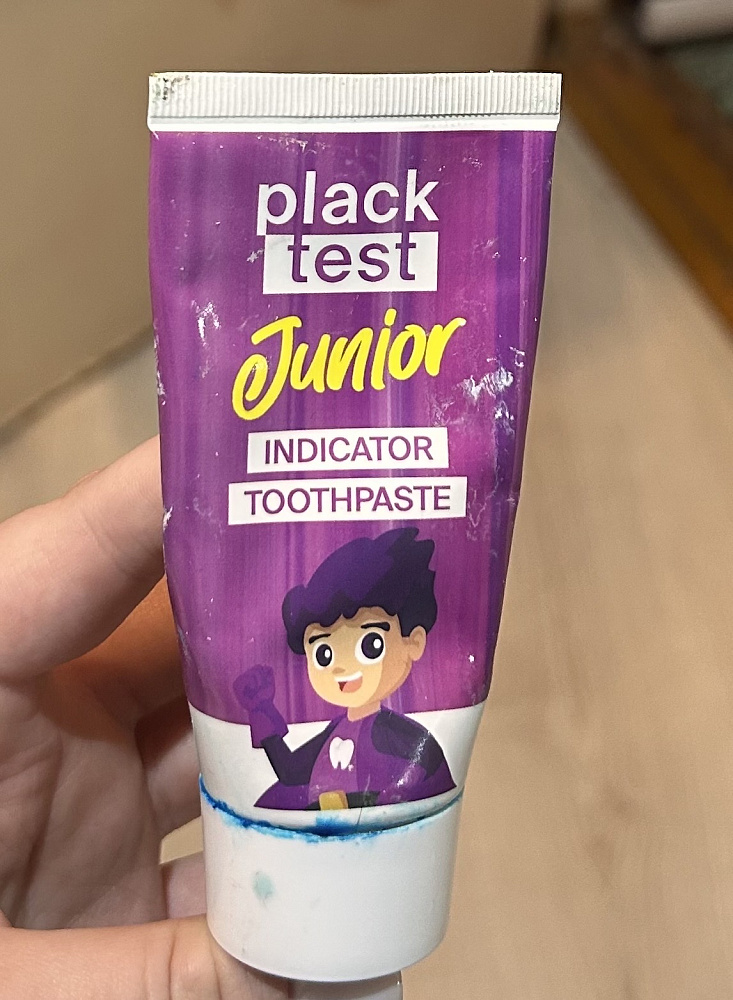 plack
test
Junior
INDICATOR
TOOTHPASTE